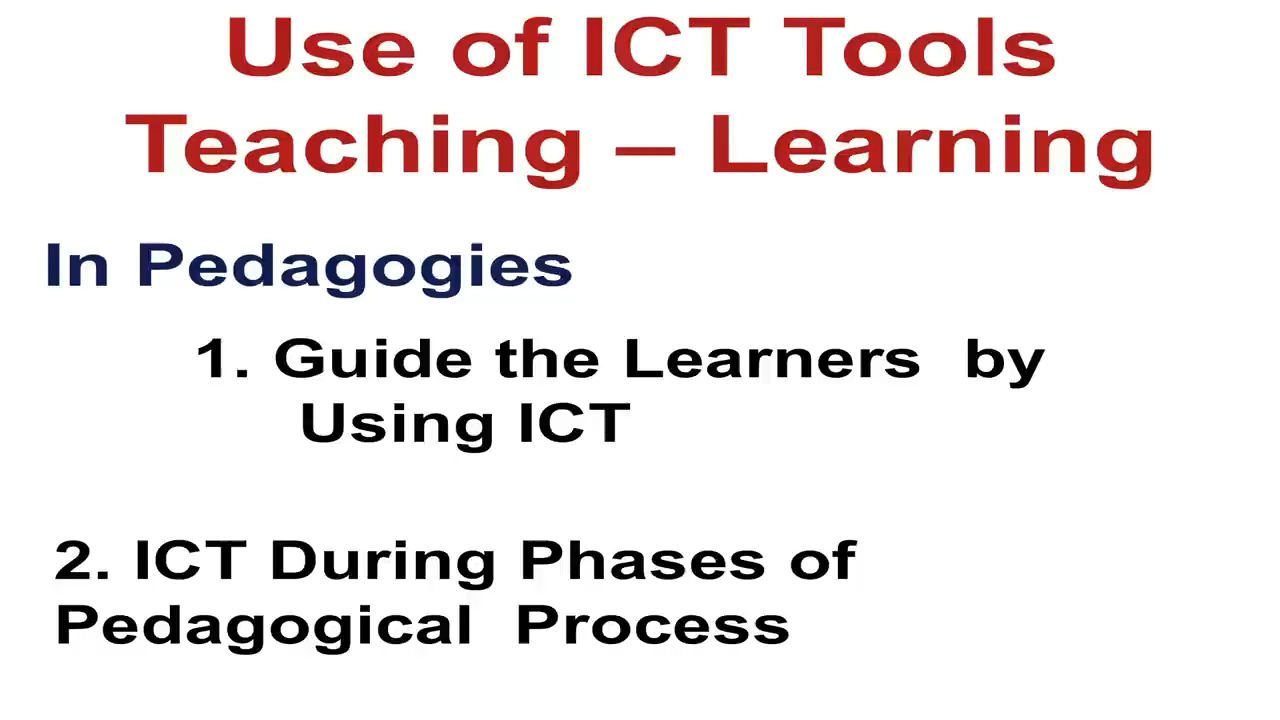 Use of ICT Tools
Teaching – Learning
In Pedagogies
1. Guide the Learners by
Using ICT
2. ICT During Phases of
Pedagogical Process